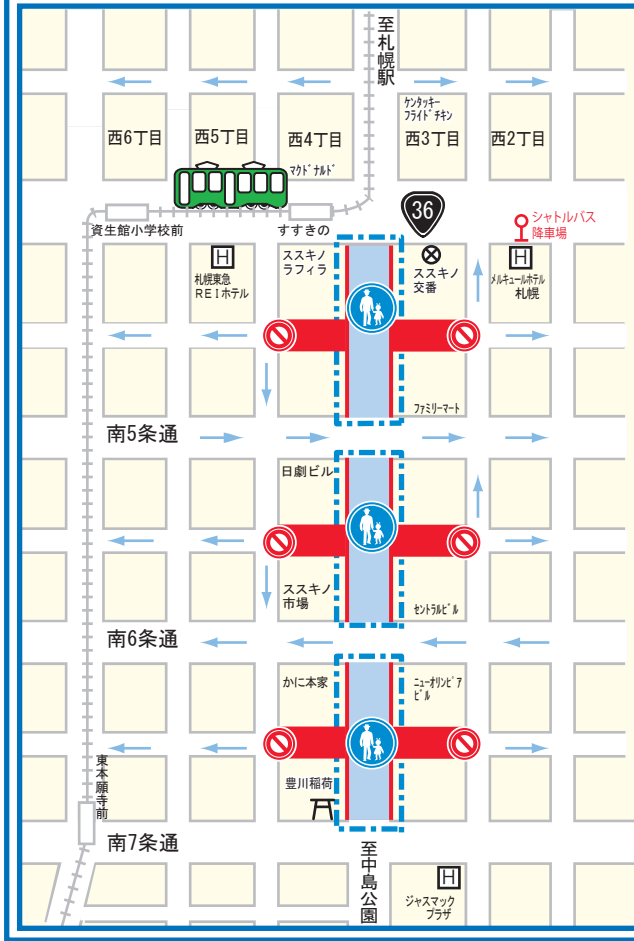 至札幌駅
ケンタッキー
フライドチキン
西6丁目
西5丁目
西4丁目
西3丁目
西2丁目
マクドナルド
36
シャトルバス
降車場
資生館小学校前
すすきの
ススキノ
ラフィラ
ススキノ
交番
H
札幌東急
REIホテル
H
メルキュールホテル
札幌
ファミリーマート
南5条通
日劇ビル
ススキノ
市場
セントラルビル
南6条通
かに本家
ニューオリンピア
ビル
東本願寺前
豊川稲荷
南7条通
至中島公園
H
ジャスマック
プラザ